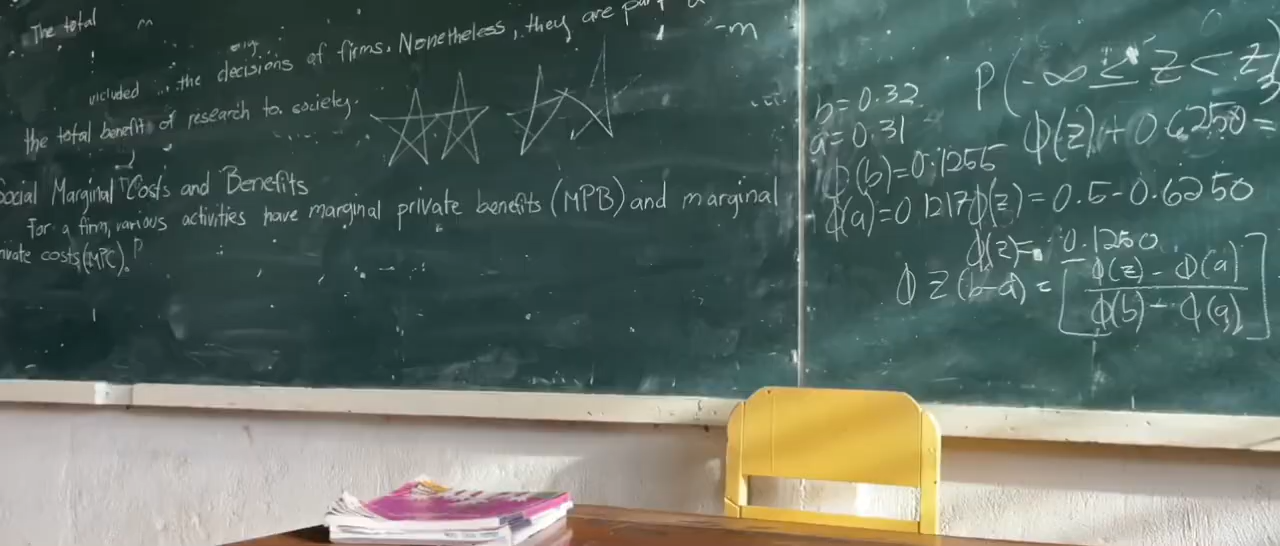 The total
m
included in the decisions of firms. Nonetheless, they are part
-m
the total benefit of research to society.
Social Marginal Costs and Benefits
For a firm, various activities have marginal private benefits (MPB) and marginal
private costs (MPC).
P(-∞ ≤ z < z
b = 0.32
a = 0.31
ϕ(z) + 0.6250 =
ϕ(b) = 0.1255
ϕ(a) = 0 1217
ϕ(z) = 0.5 - 0.6250
ϕ(z) = - 0.1250
ϕ z (b-a) = [ ϕ(z) - ϕ(a)
ϕ(b) - ϕ(a) ]